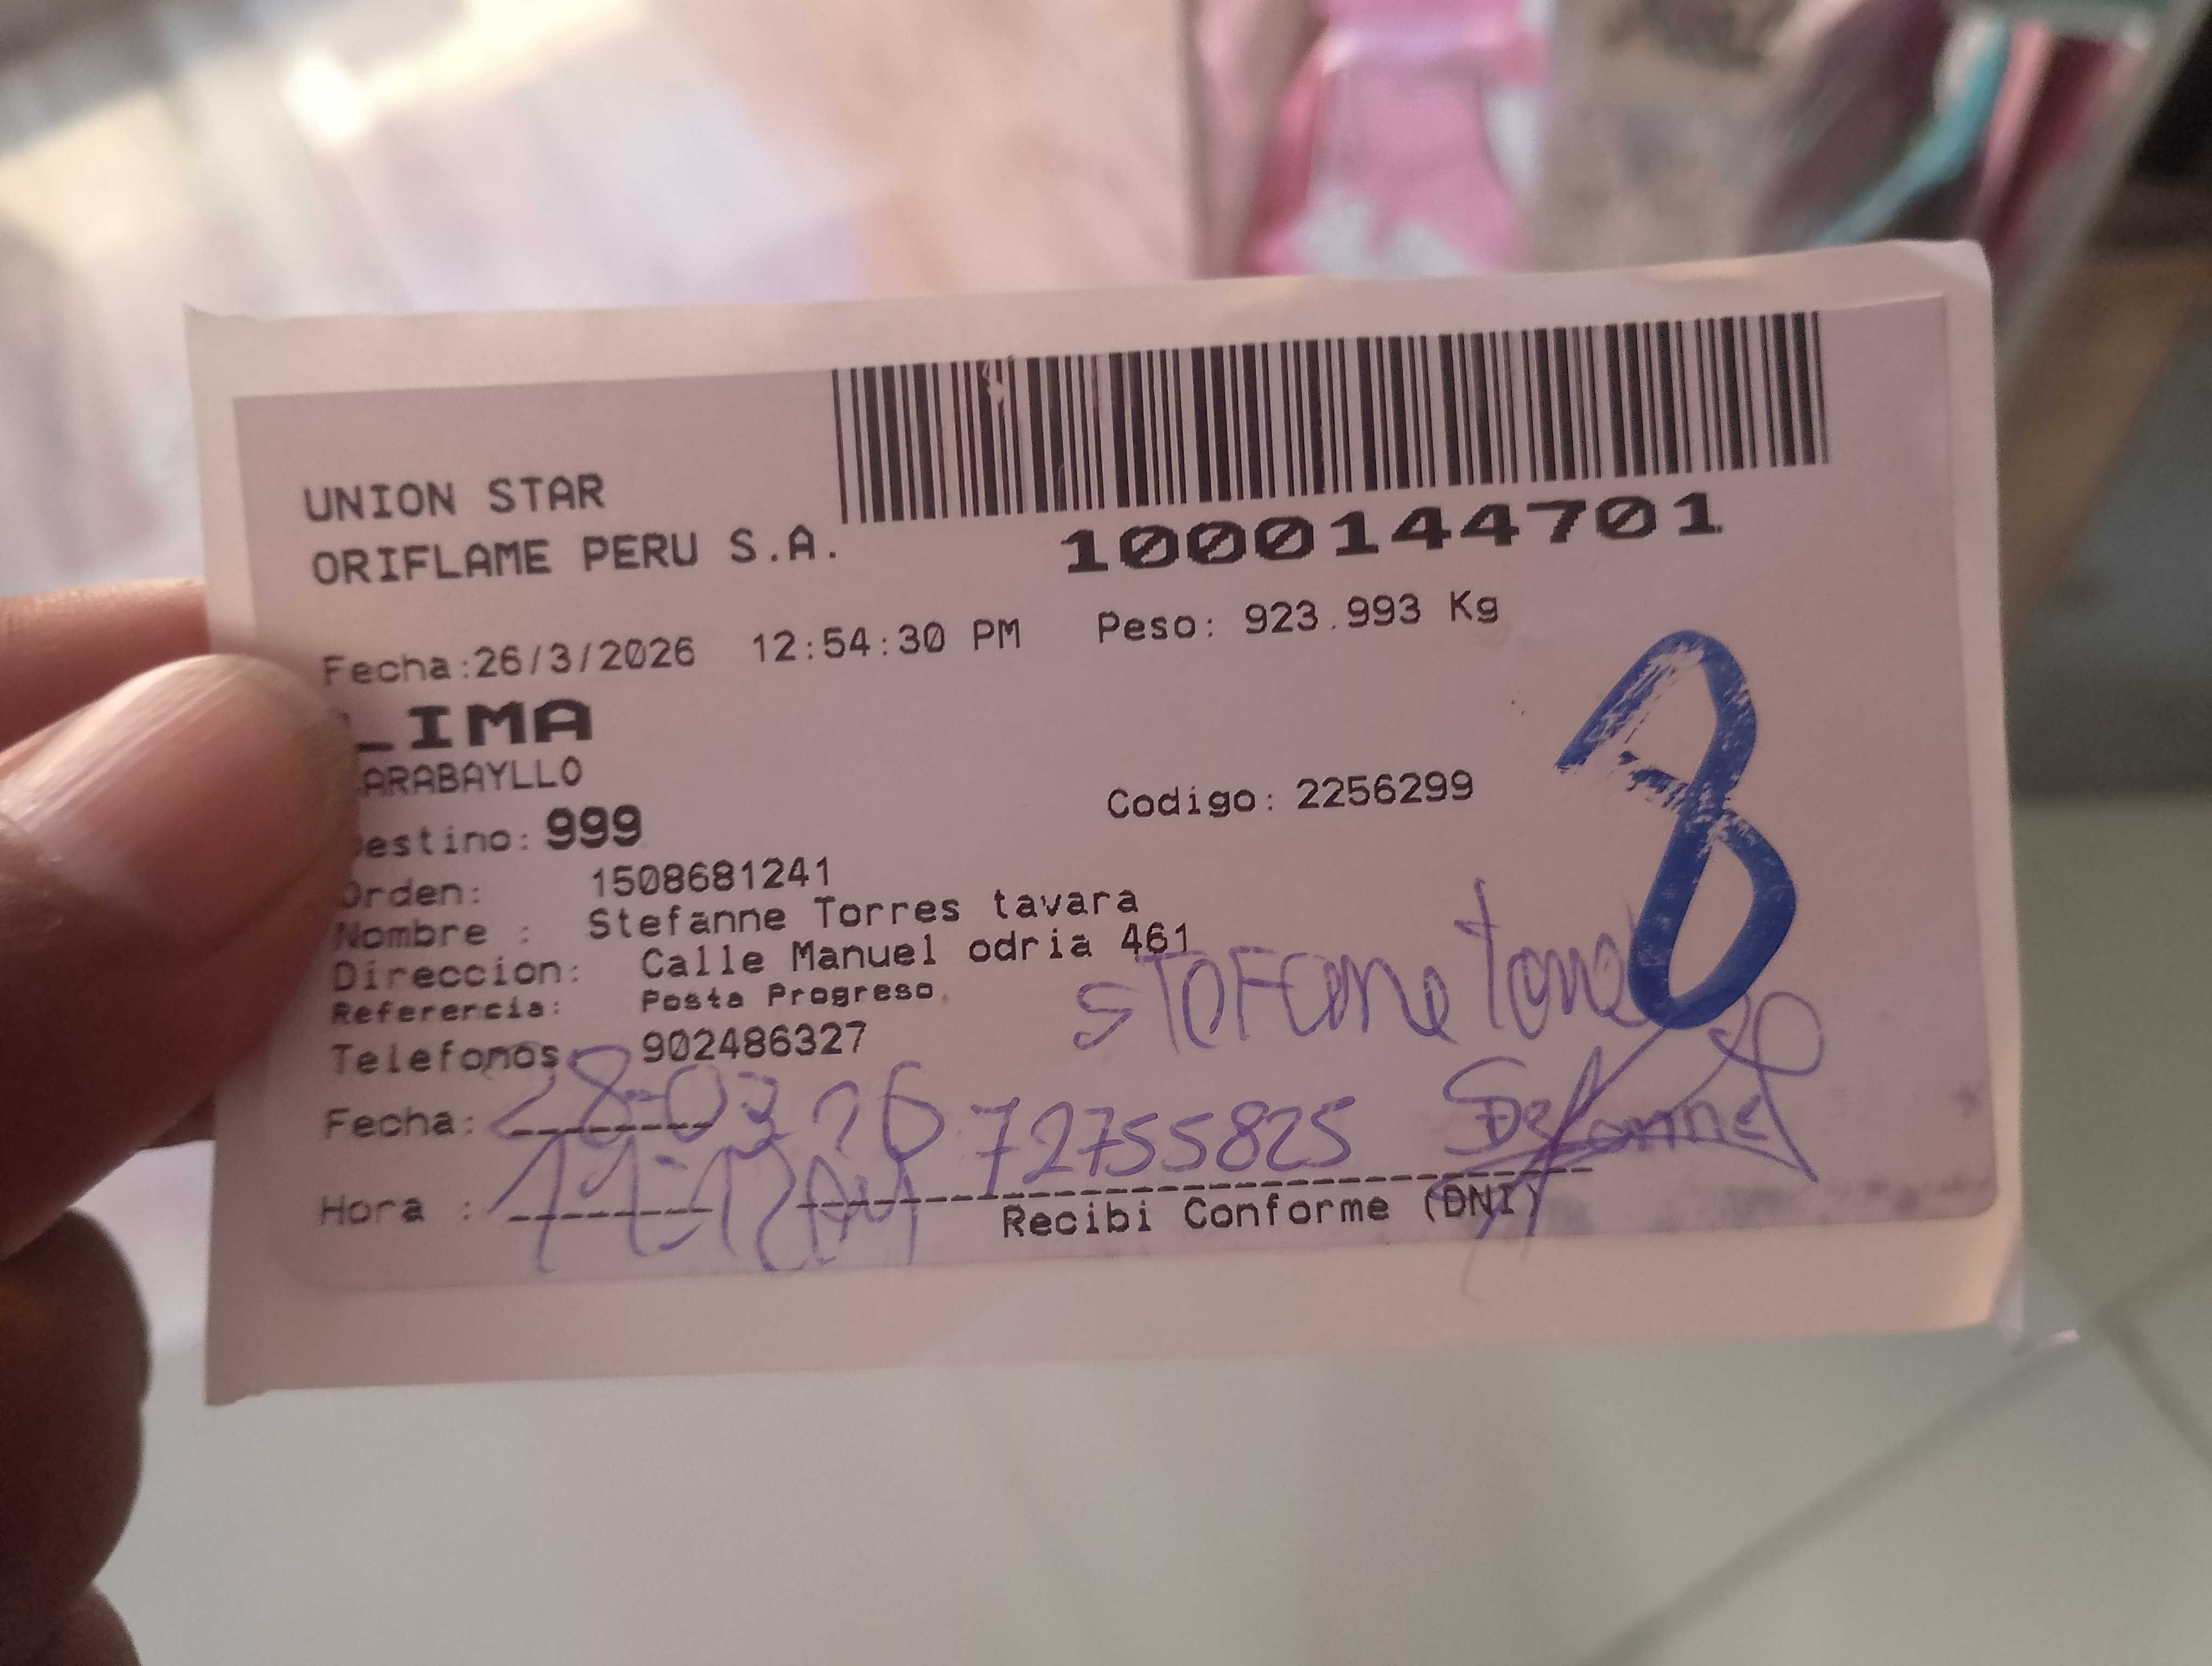 UNION STAR
ORIFLAME PERU S.A.
1000144701
Fecha:26/3/2026 12:54:30 PM Peso: 923.993 Kg
LIMA
ARABAYLLO
Destino: 999 Codigo: 2256299
Orden: 1508681241
Nombre : Stefanne Torres tavara
Direccion: Calle Manuel odria 461
Referencia: Posta Progreso
Telefonos 902486327
8
Fecha: 28-03-26 72755825
Hora :
Recibi Conforme (DNI)